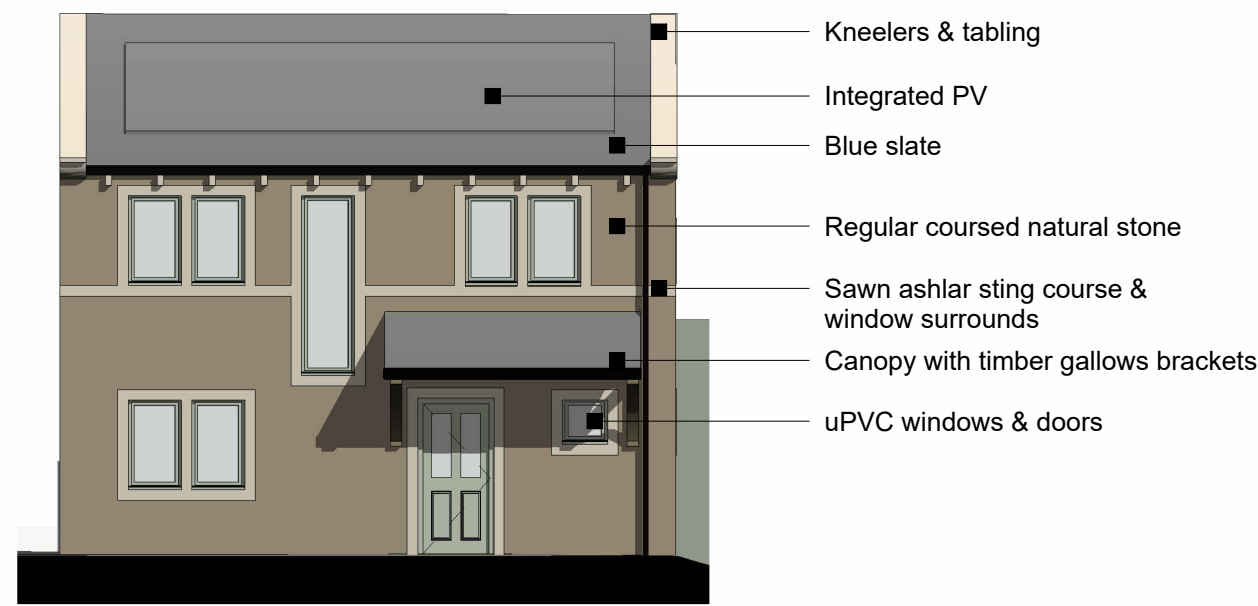 Kneelers & tabling
Integrated PV
Blue slate
Regular coursed natural stone
Sawn ashlar sting course &
window surrounds
Canopy with timber gallows brackets
uPVC windows & doors